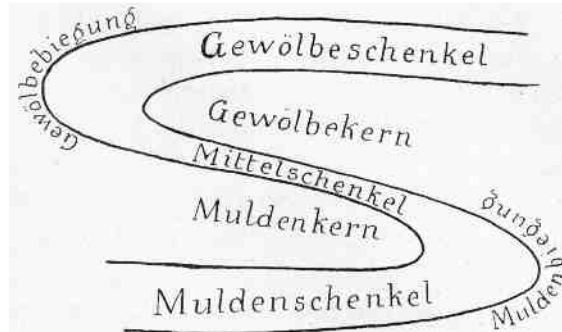 Gewölbebiegung
Gewölbeschenkel
Gewölbekern
Mittelschenkel
Muldenkern
Muldenbiegung
Muldenschenkel